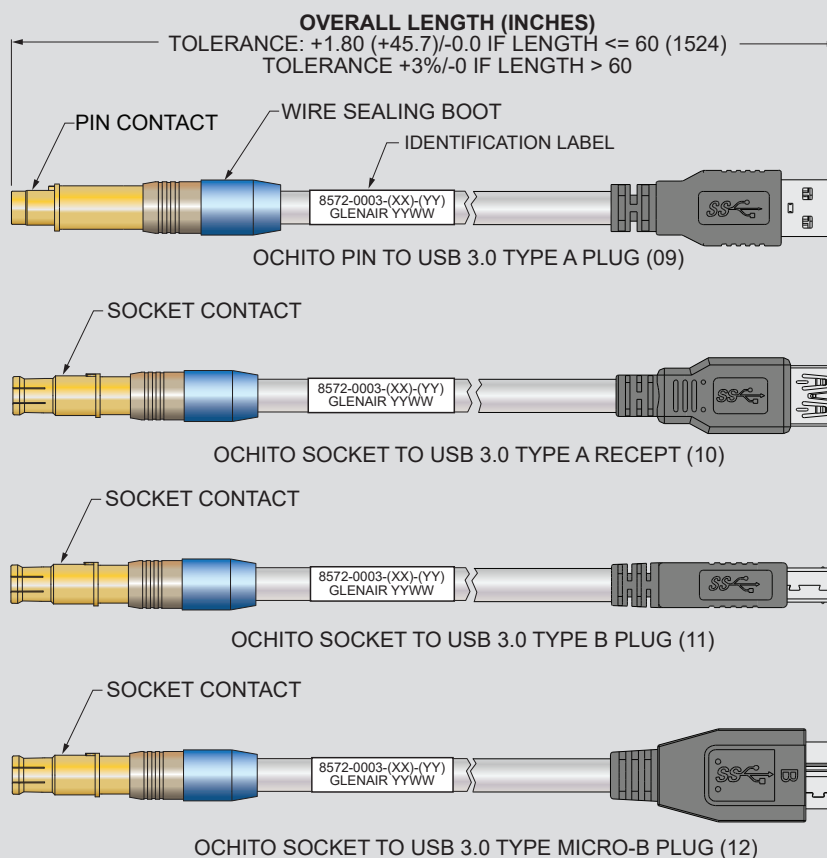 OVERALL LENGTH (INCHES)
TOLERANCE: +1.80 (+45.7)/-0.0 IF LENGTH <= 60 (1524)
TOLERANCE +3%/-0 IF LENGTH > 60
PIN CONTACT
WIRE SEALING BOOT
IDENTIFICATION LABEL
8572-0003-(XX)-(YY)
GLENAIR YYWW
SS
OCHITO PIN TO USB 3.0 TYPE A PLUG (09)
SOCKET CONTACT
8572-0003-(XX)-(YY)
GLENAIR YYWW
SS
OCHITO SOCKET TO USB 3.0 TYPE A RECEPT (10)
SOCKET CONTACT
8572-0003-(XX)-(YY)
GLENAIR YYWW
SS
OCHITO SOCKET TO USB 3.0 TYPE B PLUG (11)
SOCKET CONTACT
8572-0003-(XX)-(YY)
GLENAIR YYWW
SS
B
OCHITO SOCKET TO USB 3.0 TYPE MICRO-B PLUG (12)